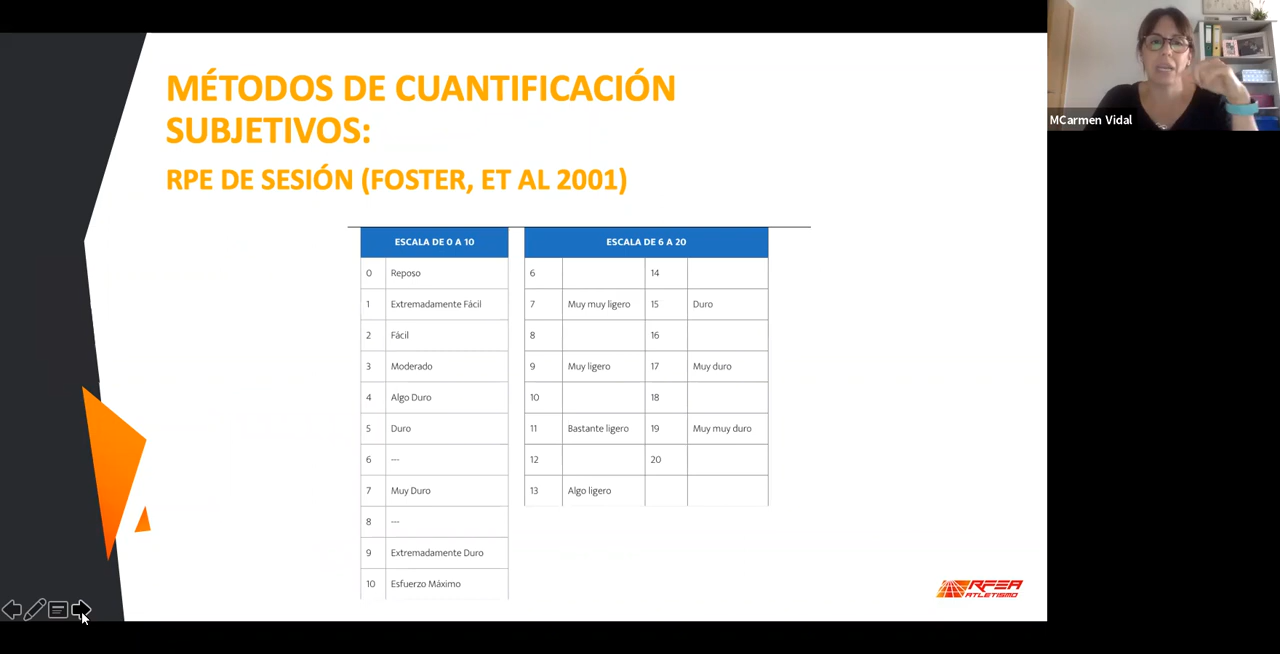 MÉTODOS DE CUANTIFICACIÓN
SUBJETIVOS:
RPE DE SESIÓN (FOSTER, ET AL 2001)
ESCALA DE 0 A 10
0 Reposo
1 Extremadamente Fácil
2 Fácil
3 Moderado
4 Algo Duro
5 Duro
6 ---
7 Muy Duro
8 ---
9 Extremadamente Duro
10 Esfuerzo Máximo
ESCALA DE 6 A 20
6 14
7 Muy muy ligero 15 Duro
8 16
9 Muy ligero 17 Muy duro
10 18
11 Bastante ligero 19 Muy muy duro
12 20
13 Algo ligero
RFEA
ATLETISMO
MCarmen Vidal